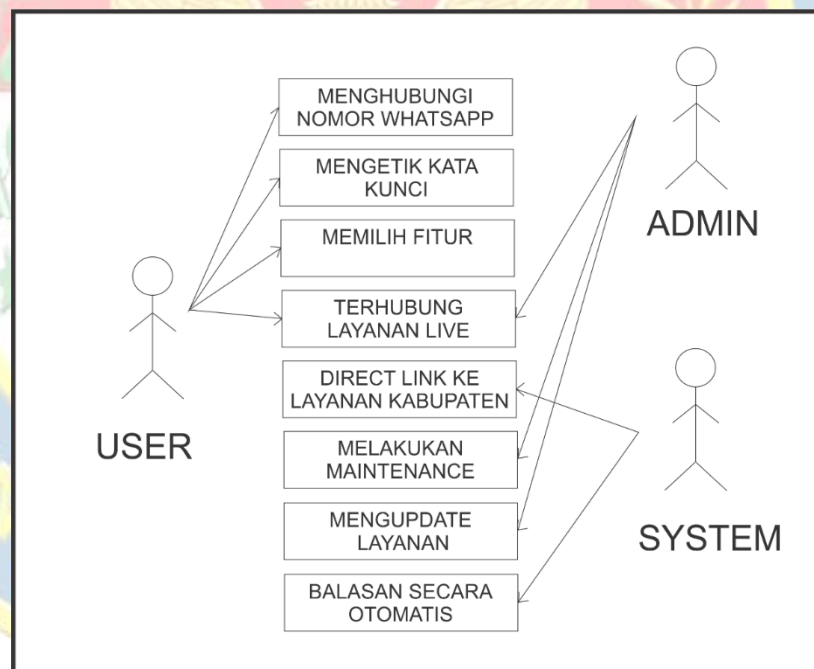 MENGHUBUNGI
NOMOR WHATSAPP
MENGETIK KATA
KUNCI
MEMILIH FITUR
TERHUBUNG
LAYANAN LIVE
DIRECT LINK KE
LAYANAN KABUPATEN
MELAKUKAN
MAINTENANCE
MENGUPDATE
LAYANAN
BALASAN SECARA
OTOMATIS
USER
ADMIN
SYSTEM